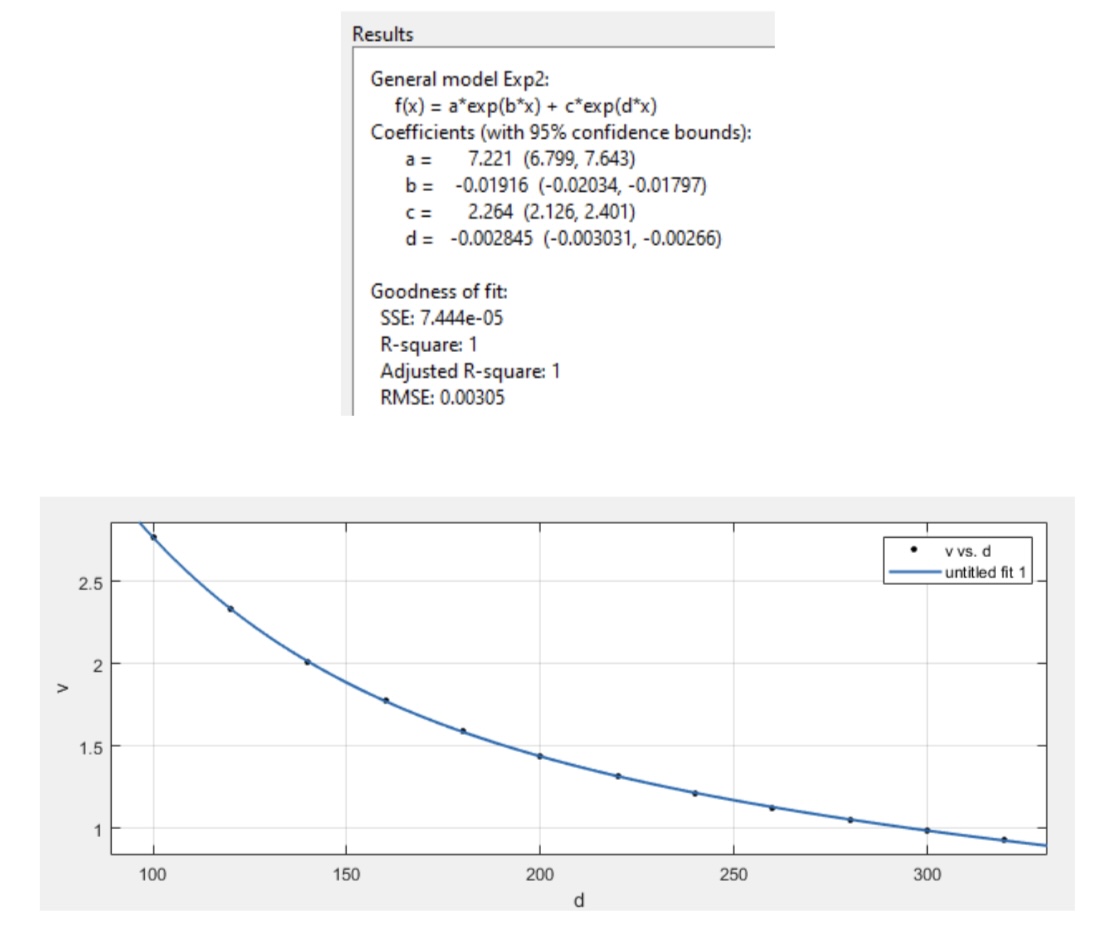 Results
General model Exp2:
f(x) = a*exp(b*x) + c*exp(d*x)
Coefficients (with 95% confidence bounds):
a = 7.221 (6.799, 7.643)
b = -0.01916 (-0.02034, -0.01797)
c = 2.264 (2.126, 2.401)
d = -0.002845 (-0.003031, -0.00266)
Goodness of fit:
SSE: 7.444e-05
R-square: 1
Adjusted R-square: 1
RMSE: 0.00305
v vs. d
untitled fit 1
2.5
2
1.5
1
v
100 150 200 250 300
d